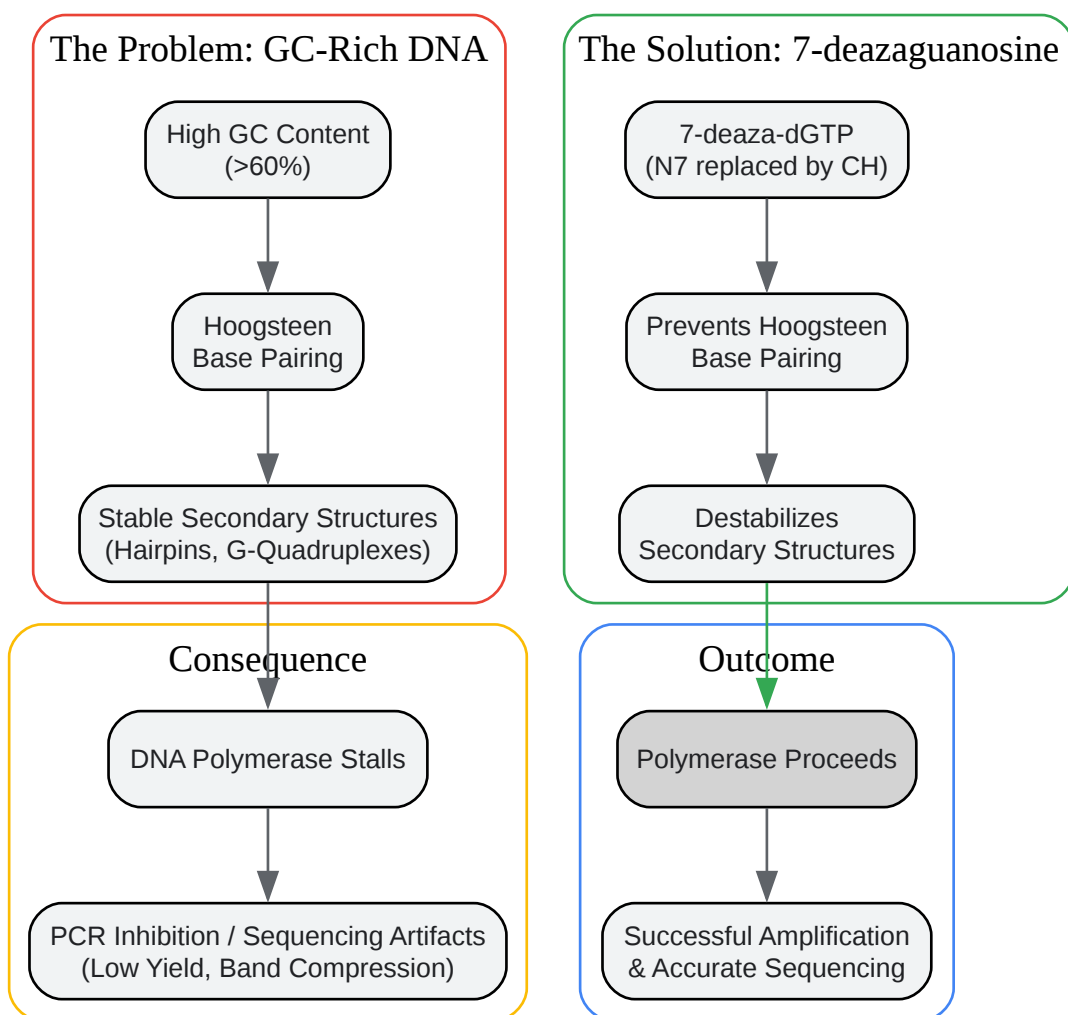 The Problem: GC-Rich DNA
High GC Content
(>60%)
Hoogsteen
Base Pairing
Stable Secondary Structures
(Hairpins, G-Quadruplexes)
Consequence
DNA Polymerase Stalls
PCR Inhibition / Sequencing Artifacts
(Low Yield, Band Compression)
The Solution: 7-deazaguanosine
7-deaza-dGTP
(N7 replaced by CH)
Prevents Hoogsteen
Base Pairing
Destabilizes
Secondary Structures
Outcome
Polymerase Proceeds
Successful Amplification
& Accurate Sequencing